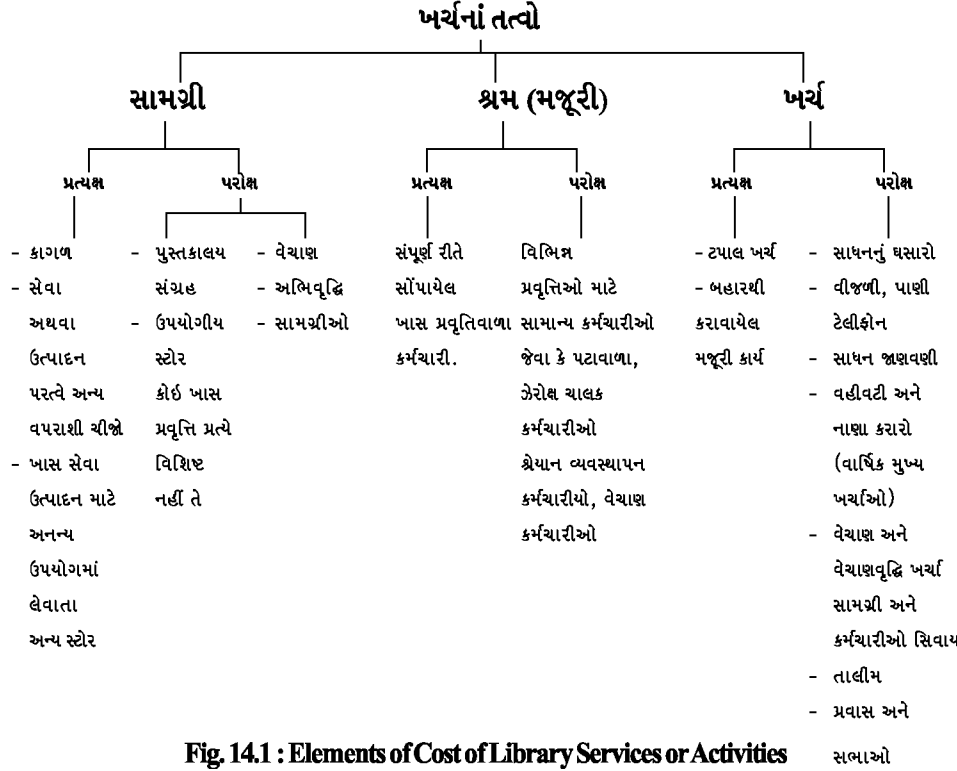 ખર્ચનાં તત્વો
સામગ્રી
શ્રમ (મજૂરી)
ખર્ચ
પ્રત્યક્ષ
પરોક્ષ
પ્રત્યક્ષ
પરોક્ષ
પ્રત્યક્ષ
પરોક્ષ
- કાગળ
- સેવા
અથવા
ઉત્પાદન
પરત્વે અન્ય
વપરાશી ચીજો
- ખાસ સેવા
ઉત્પાદન માટે
અનન્ય
ઉપયોગમાં
લેવાતા
અન્ય સ્ટોર
- પુસ્તકાલય
સંગ્રહ
- ઉપયોગીય
સ્ટોર
કોઇ ખાસ
પ્રવૃત્તિ પ્રત્યે
વિશિષ્ટ
નહીં તે
- વેચાણ
- અભિવૃદ્ધિ
- સામગ્રીઓ
સંપૂર્ણ રીતે
સોંપાયેલ
ખાસ પ્રવૃતિવાળા
કર્મચારી.
વિભિન્ન
પ્રવૃત્તિઓ માટે
સામાન્ય કર્મચારીઓ
જેવા કે પટાવાળા,
ઝેરોક્ષ ચાલક
કર્મચારીઓ
શ્રેયાન વ્યવસ્થાપન
કર્મચારીયો, વેચાણ
કર્મચારીઓ
- ટપાલ ખર્ચ
- બહારથી
કરાવાયેલ
મજૂરી કાર્ય
- સાધનનું ઘસારો
- વીજળી, પાણી
ટેલીફોન
- સાધન જાણવણી
- વહીવટી અને
નાણા કરારો
(વાર્ષિક મુખ્ય
ખર્ચાઓ)
- વેચાણ અને
વેચાણવૃદ્ધિ ખર્ચા
સામગ્રી અને
કર્મચારીઓ સિવાય
- તાલીમ
- પ્રવાસ અને
સભાઓ
Fig. 14.1 : Elements of Cost of Library Services or Activities